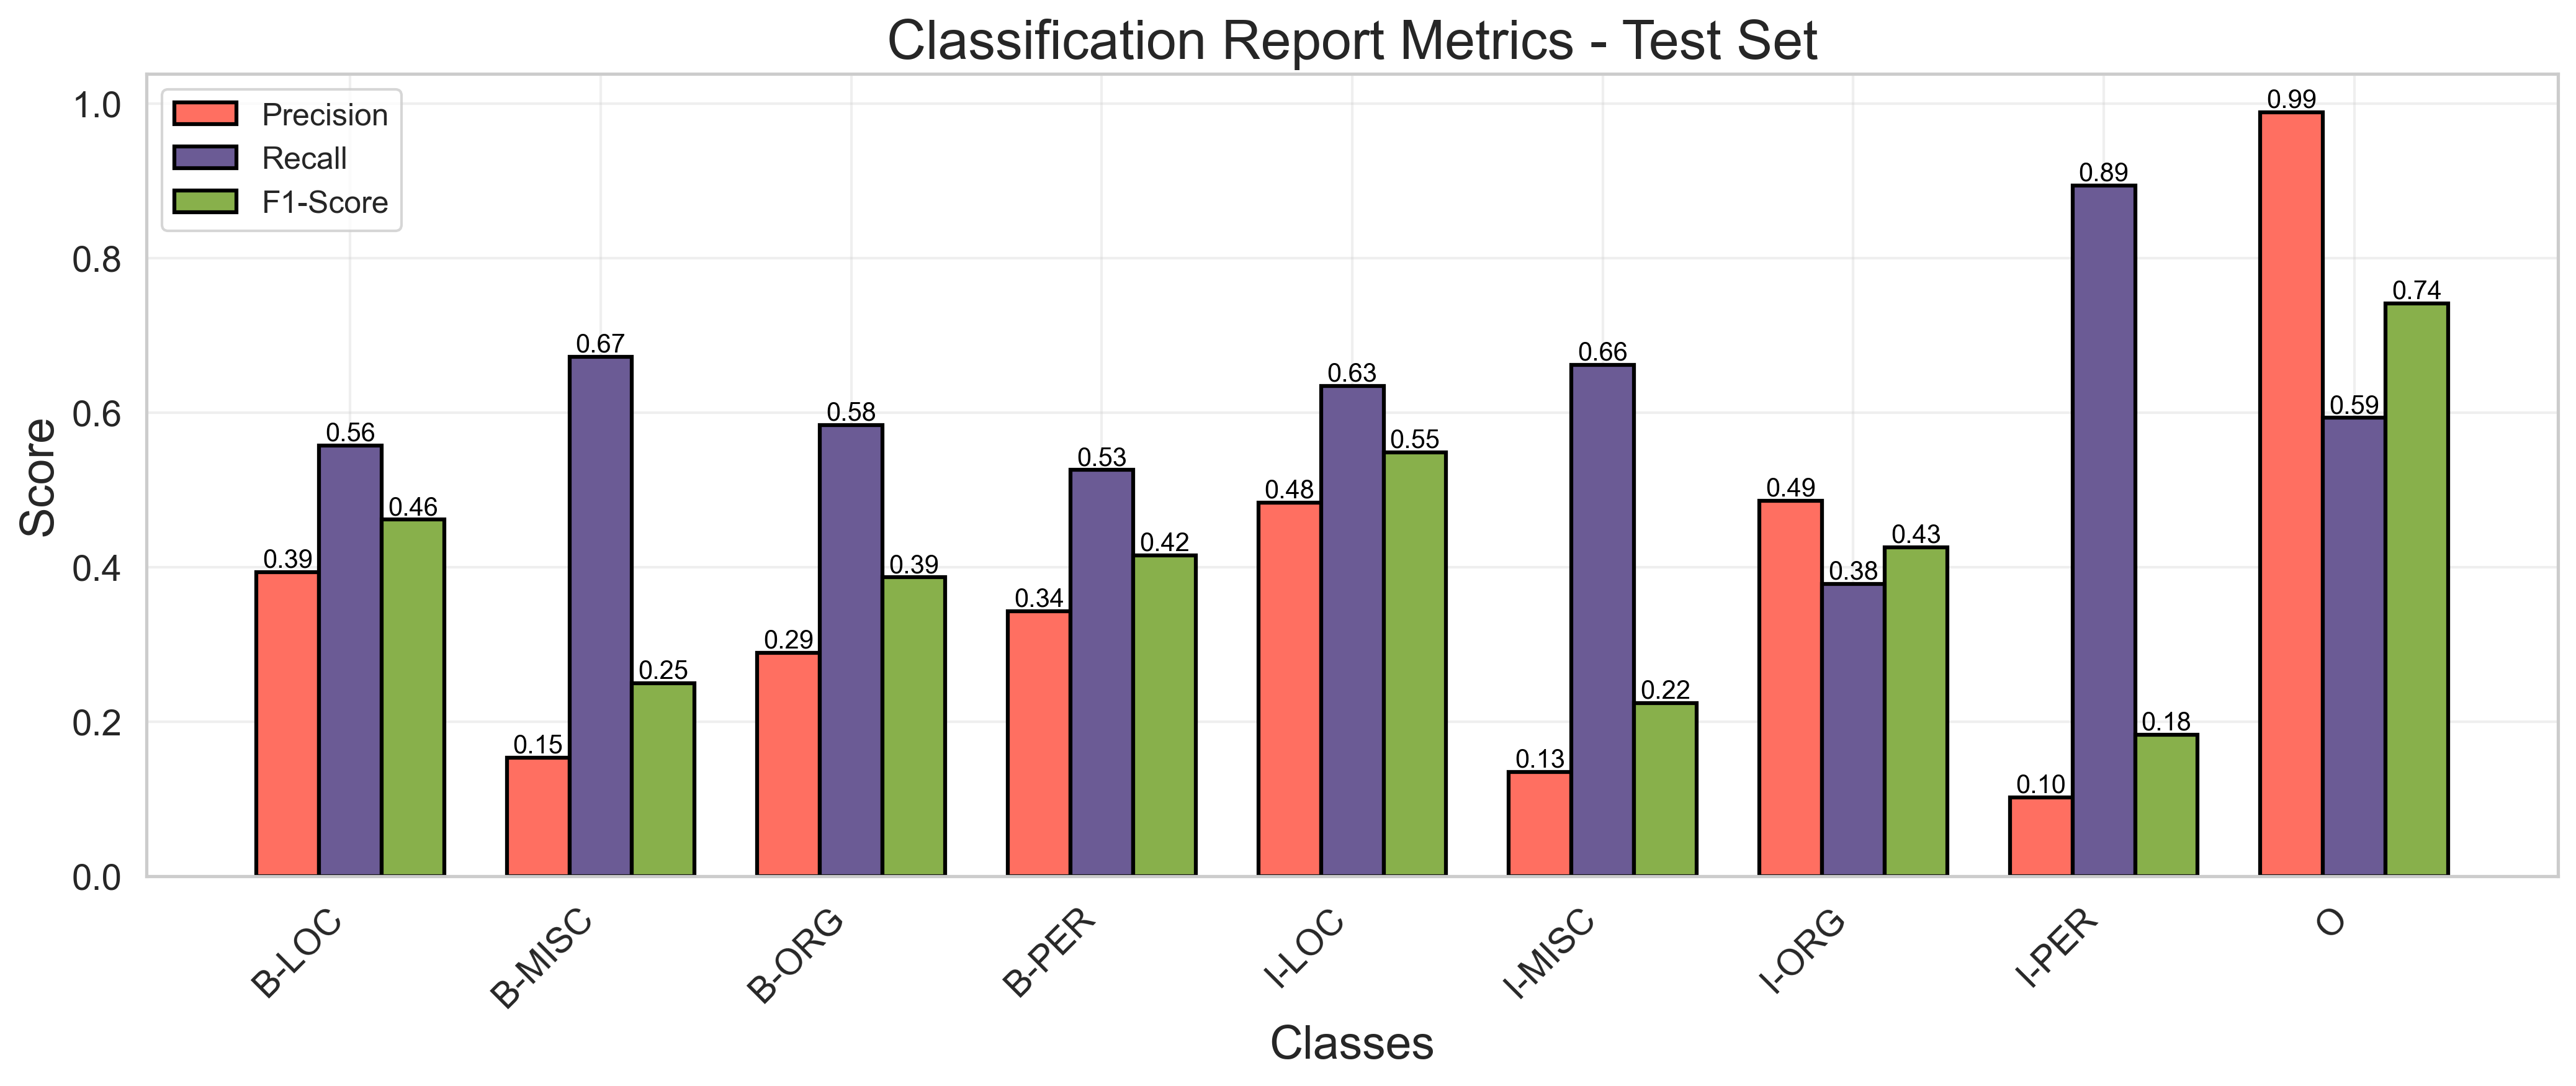 Classification Report Metrics - Test Set
Precision
Recall
F1-Score
Score
1.0
0.8
0.6
0.4
0.2
0.0
0.39
0.56
0.46
0.15
0.67
0.25
0.29
0.58
0.39
0.34
0.53
0.42
0.48
0.63
0.55
0.13
0.66
0.22
0.49
0.38
0.43
0.10
0.89
0.18
0.99
0.59
0.74
B-LOC
B-MISC
B-ORG
B-PER
I-LOC
I-MISC
I-ORG
I-PER
O
Classes